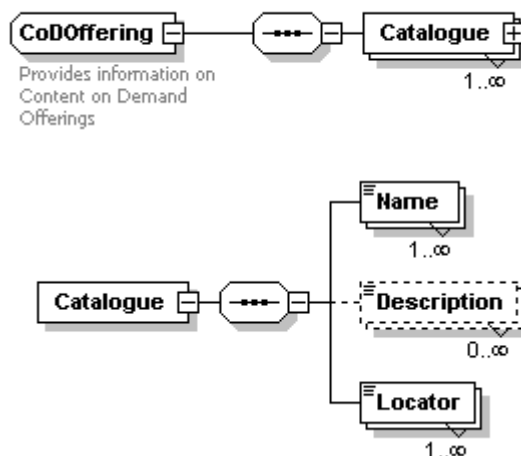 CoDOffering
Catalogue
1..∞
Provides information on
Content on Demand
Offerings
Name
1..∞
Catalogue
Description
0..∞
Locator
1..∞